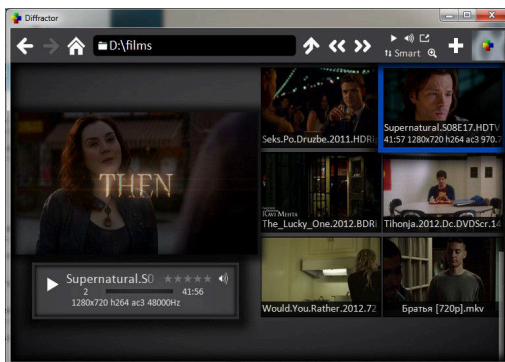 Diffractor
D:\films
Smart
THEN
Supernatural.S0
2 41:56
1280x720 h264 ac3 48000Hz
Seks.Po.Druzbe.2011.HDRi
Supernatural.S08E17.HDTV
41:57 1280x720 h264 ac3 970.7
RAVI MEHTA
The_Lucky_One.2012.BDRi
Tihonja.2012.Dc.DVDScr.14
Would.You.Rather.2012.72
Братья [720p].mkv